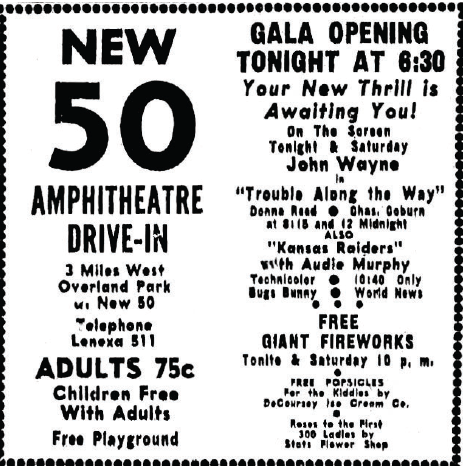 NEW
50
AMPHITHEATRE
DRIVE-IN
3 Miles West
Overland Park
New 50
Telephone
Lenexa 511
ADULTS 75c
Children Free
With Adults
Free Playground
GALA OPENING
TONIGHT AT 6:30
Your New Thrill is
Awaiting You!
On The Screen
Tonight & Saturday
John Wayne
in
"Trouble Along the Way"
Donna Reed ● Chas. Coburn
at 8:15 and 12 Midnight
ALSO
"Kansas Raiders"
with Audie Murphy
Technicolor ● 10:40 Only
Bugs Bunny ● World News
FREE
GIANT FIREWORKS
Tonite & Saturday 10 p. m.
FREE POPSICLES
For the Kiddies by
DeCoursey Ice Cream Co.
Roses to the First
300 Ladies by
Stats Flower Shop